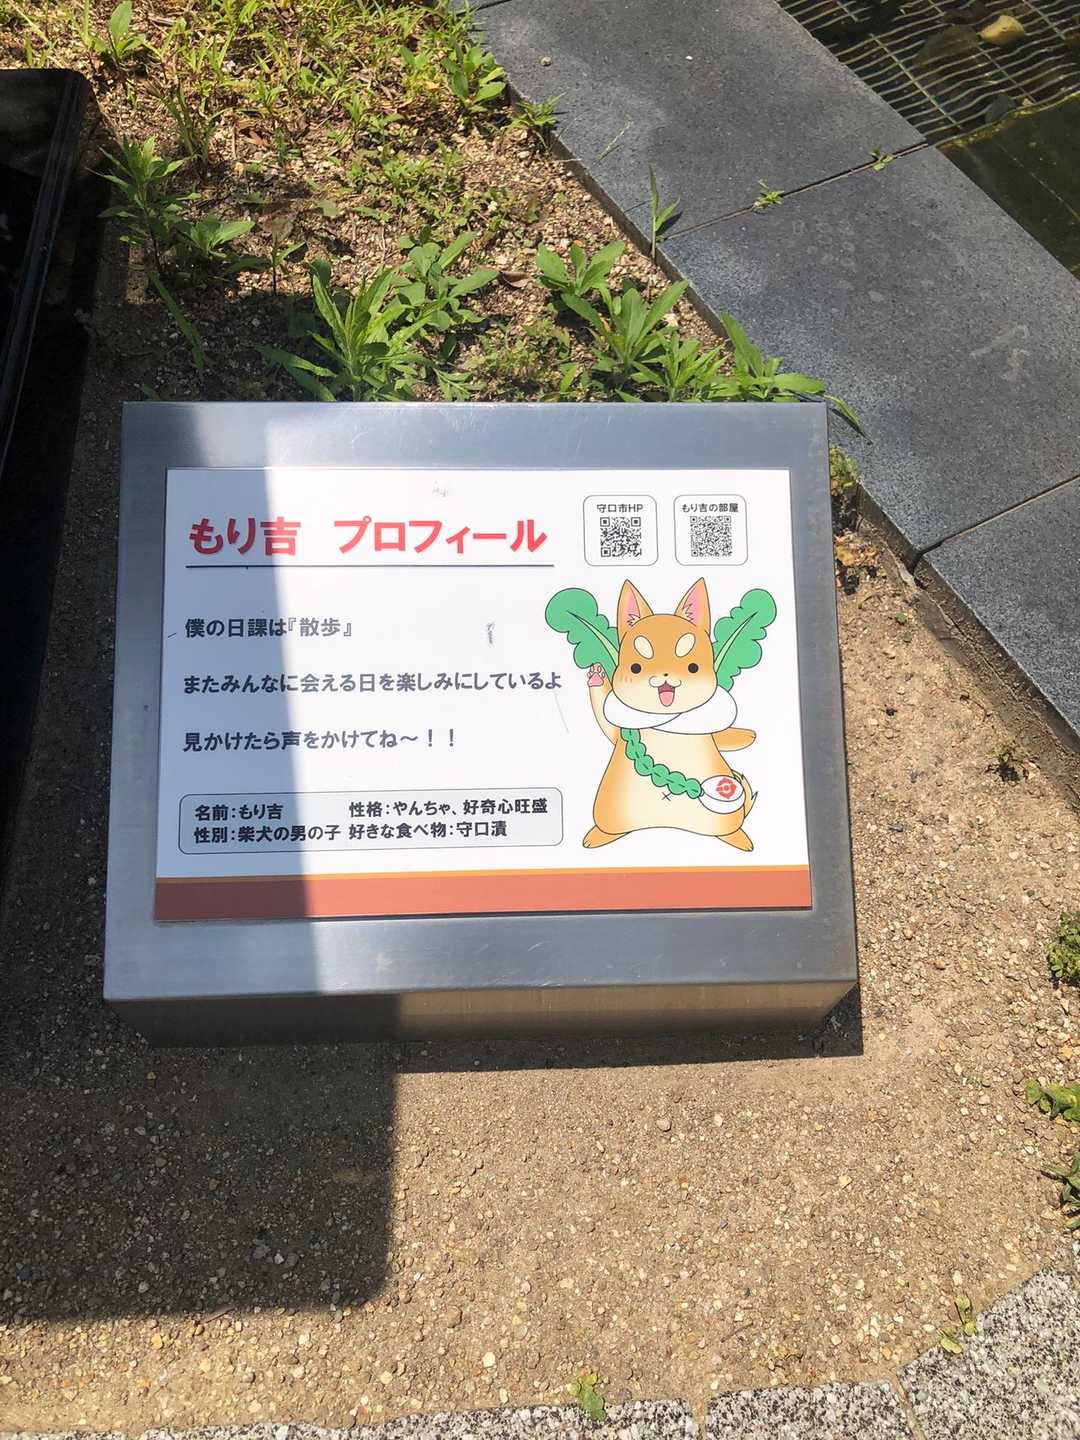 もり吉　プロフィール
守口市HP
もり吉の部屋
僕の日課は『散歩』
またみんなに会える日を楽しみにしているよ
見かけたら声をかけてね～！！
名前：もり吉　性格：やんちゃ、好奇心旺盛
性別：柴犬の男の子 好きな食べ物：守口漬